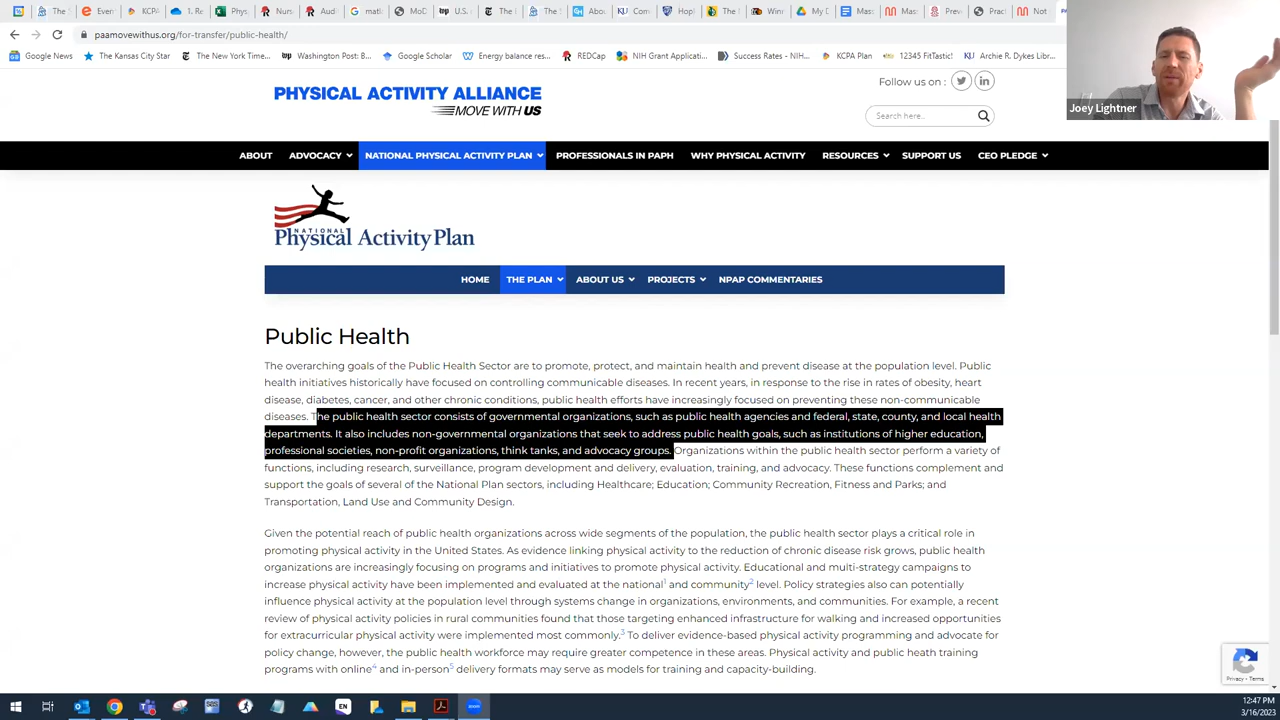 1. Re
paamovewithus.org/for-transfer/public-health/
Google News
The Kansas City Star
The New York Time...
Washington Post: B...
Google Scholar
Energy balance res...
REDCap
NIH Grant Applicati...
Success Rates - NIH...
KCPA Plan
12345 FitTastic!
Archie R. Dykes Libr...
Joey Lightner
PHYSICAL ACTIVITY ALLIANCE
MOVE WITH US
Follow us on :
Search here..
ABOUT ADVOCACY NATIONAL PHYSICAL ACTIVITY PLAN PROFESSIONALS IN PAPH WHY PHYSICAL ACTIVITY RESOURCES SUPPORT US CEO PLEDGE
NATIONAL
Physical Activity Plan
HOME THE PLAN ABOUT US PROJECTS NPAP COMMENTARIES
Public Health
The overarching goals of the Public Health Sector are to promote, protect, and maintain health and prevent disease at the population level. Public
health initiatives historically have focused on controlling communicable diseases. In recent years, in response to the rise in rates of obesity, heart
disease, diabetes, cancer, and other chronic conditions, public health efforts have increasingly focused on preventing these non-communicable
diseases. The public health sector consists of governmental organizations, such as public health agencies and federal, state, county, and local health
departments. It also includes non-governmental organizations that seek to address public health goals, such as institutions of higher education,
professional societies, non-profit organizations, think tanks, and advocacy groups. Organizations within the public health sector perform a variety of
functions, including research, surveillance, program development and delivery, evaluation, training, and advocacy. These functions complement and
support the goals of several of the National Plan sectors, including Healthcare; Education; Community Recreation, Fitness and Parks; and
Transportation, Land Use and Community Design.
Given the potential reach of public health organizations across wide segments of the population, the public health sector plays a critical role in
promoting physical activity in the United States. As evidence linking physical activity to the reduction of chronic disease risk grows, public health
organizations are increasingly focusing on programs and initiatives to promote physical activity. Educational and multi-strategy campaigns to
increase physical activity have been implemented and evaluated at the national1 and community2 level. Policy strategies also can potentially
influence physical activity at the population level through systems change in organizations, environments, and communities. For example, a recent
review of physical activity policies in rural communities found that those targeting enhanced infrastructure for walking and increased opportunities
for extracurricular physical activity were implemented most commonly.3 To deliver evidence-based physical activity programming and advocate for
policy change, however, the public health workforce may require greater competence in these areas. Physical activity and public heath training
programs with online4 and in-person5 delivery formats may serve as models for training and capacity-building.
Privacy - Terms
EN
12:47 PM
3/16/2023